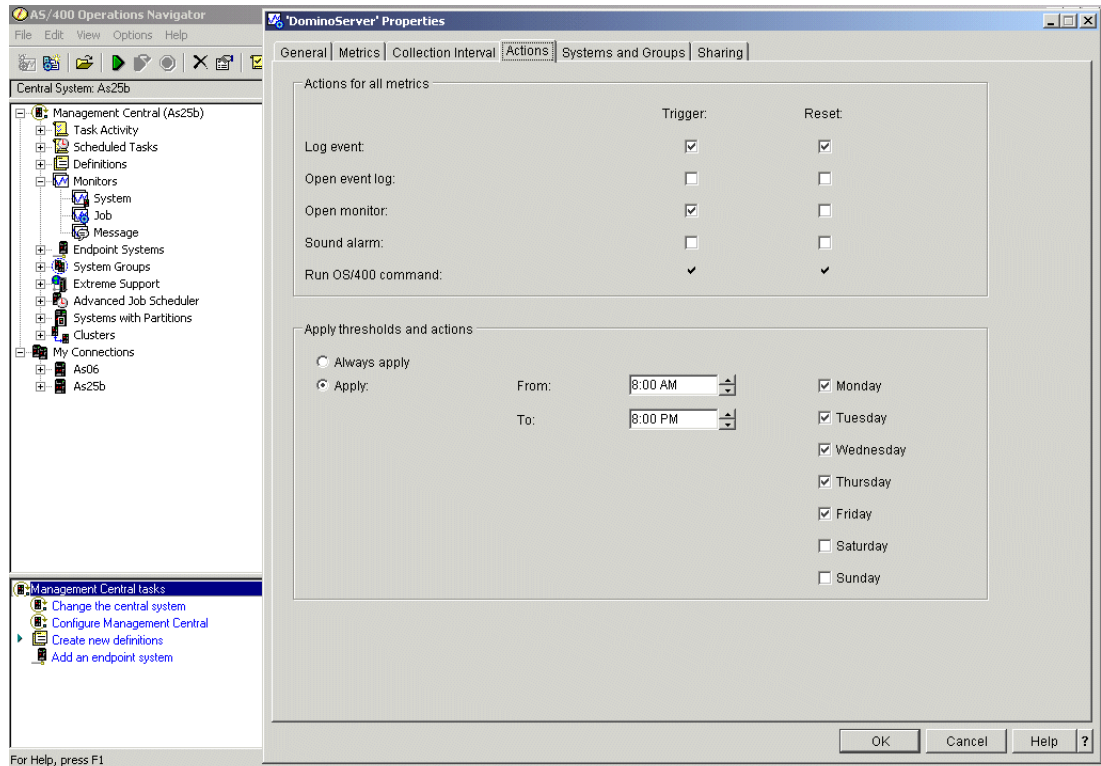 AS/400 Operations Navigator
File Edit View Options Help
Central System: As25b
Management Central (As25b)
Task Activity
Scheduled Tasks
Definitions
Monitors
System
Job
Message
Endpoint Systems
System Groups
Extreme Support
Advanced Job Scheduler
Systems with Partitions
Clusters
My Connections
As06
As25b
Management Central tasks
Change the central system
Configure Management Central
Create new definitions
Add an endpoint system
For Help, press F1
'DominoServer' Properties
General Metrics Collection Interval Actions Systems and Groups Sharing
Actions for all metrics
Trigger: Reset:
Log event:
Open event log:
Open monitor:
Sound alarm:
Run OS/400 command:
Apply thresholds and actions
Always apply
Apply: From: 8:00 AM Monday
To: 8:00 PM Tuesday
Wednesday
Thursday
Friday
Saturday
Sunday
OK Cancel Help ?